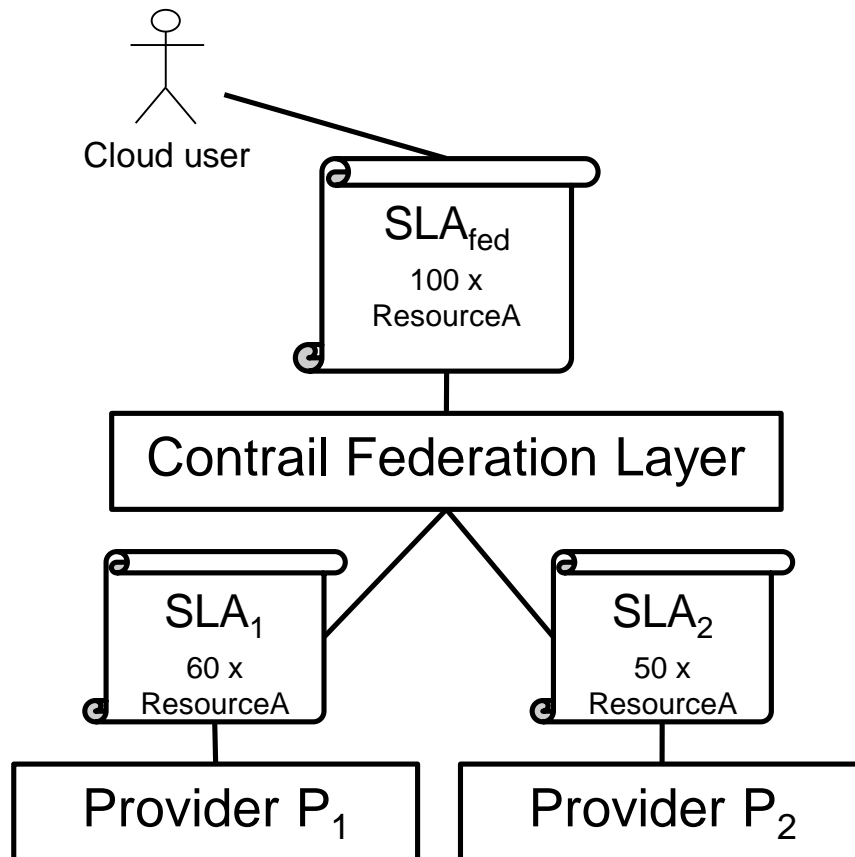 Cloud user
SLAfed
100 x
ResourceA
Contrail Federation Layer
SLA1
60 x
ResourceA
SLA2
50 x
ResourceA
Provider P1
Provider P2